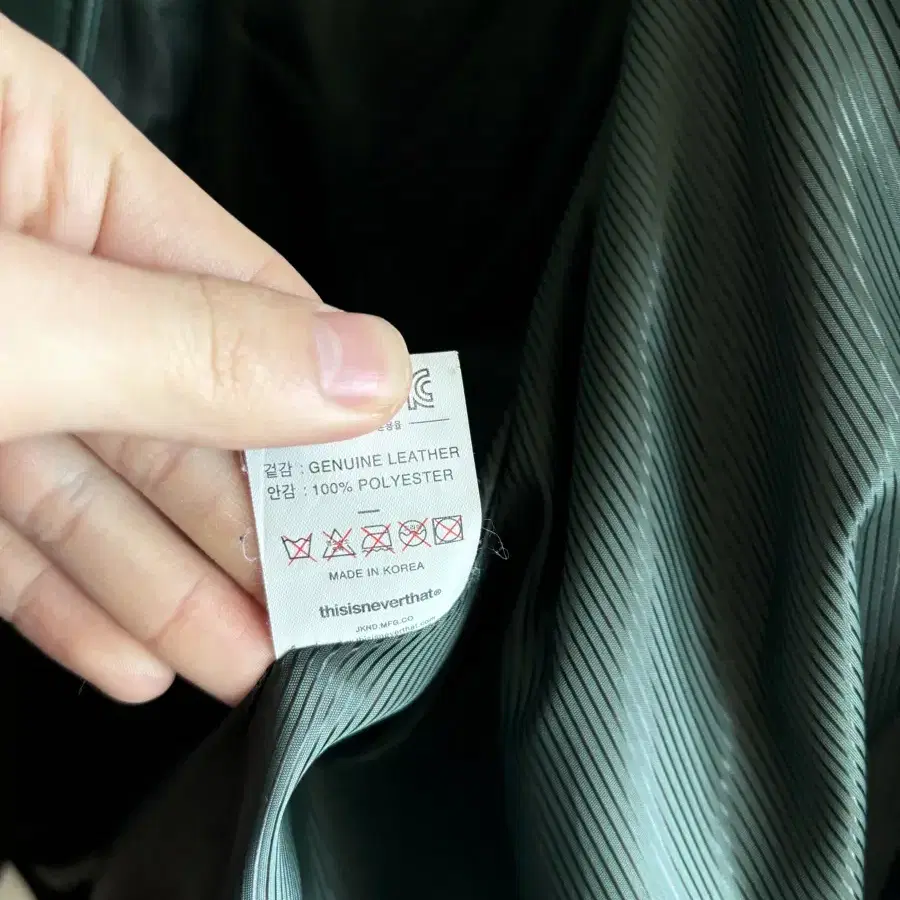 겉감 : GENUINE LEATHER
안감 : 100% POLYESTER
MADE IN KOREA
thisisneverthat®
JKND.MFG.CO